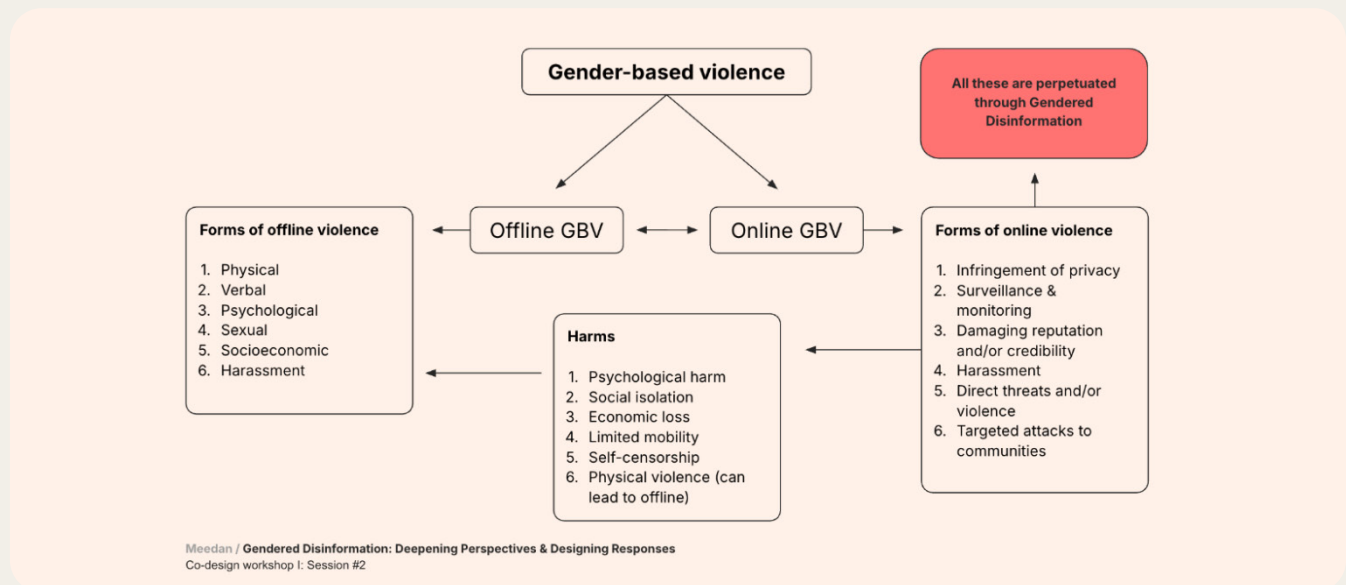 Gender-based violence
All these are perpetuated
through Gendered
Disinformation
Offline GBV
Online GBV
Forms of offline violence
1. Physical
2. Verbal
3. Psychological
4. Sexual
5. Socioeconomic
6. Harassment
Harms
1. Psychological harm
2. Social isolation
3. Economic loss
4. Limited mobility
5. Self-censorship
6. Physical violence (can
lead to offline)
Forms of online violence
1. Infringement of privacy
2. Surveillance &
monitoring
3. Damaging reputation
and/or credibility
4. Harassment
5. Direct threats and/or
violence
6. Targeted attacks to
communities
Meedan / Gendered Disinformation: Deepening Perspectives & Designing Responses
Co-design workshop I: Session #2